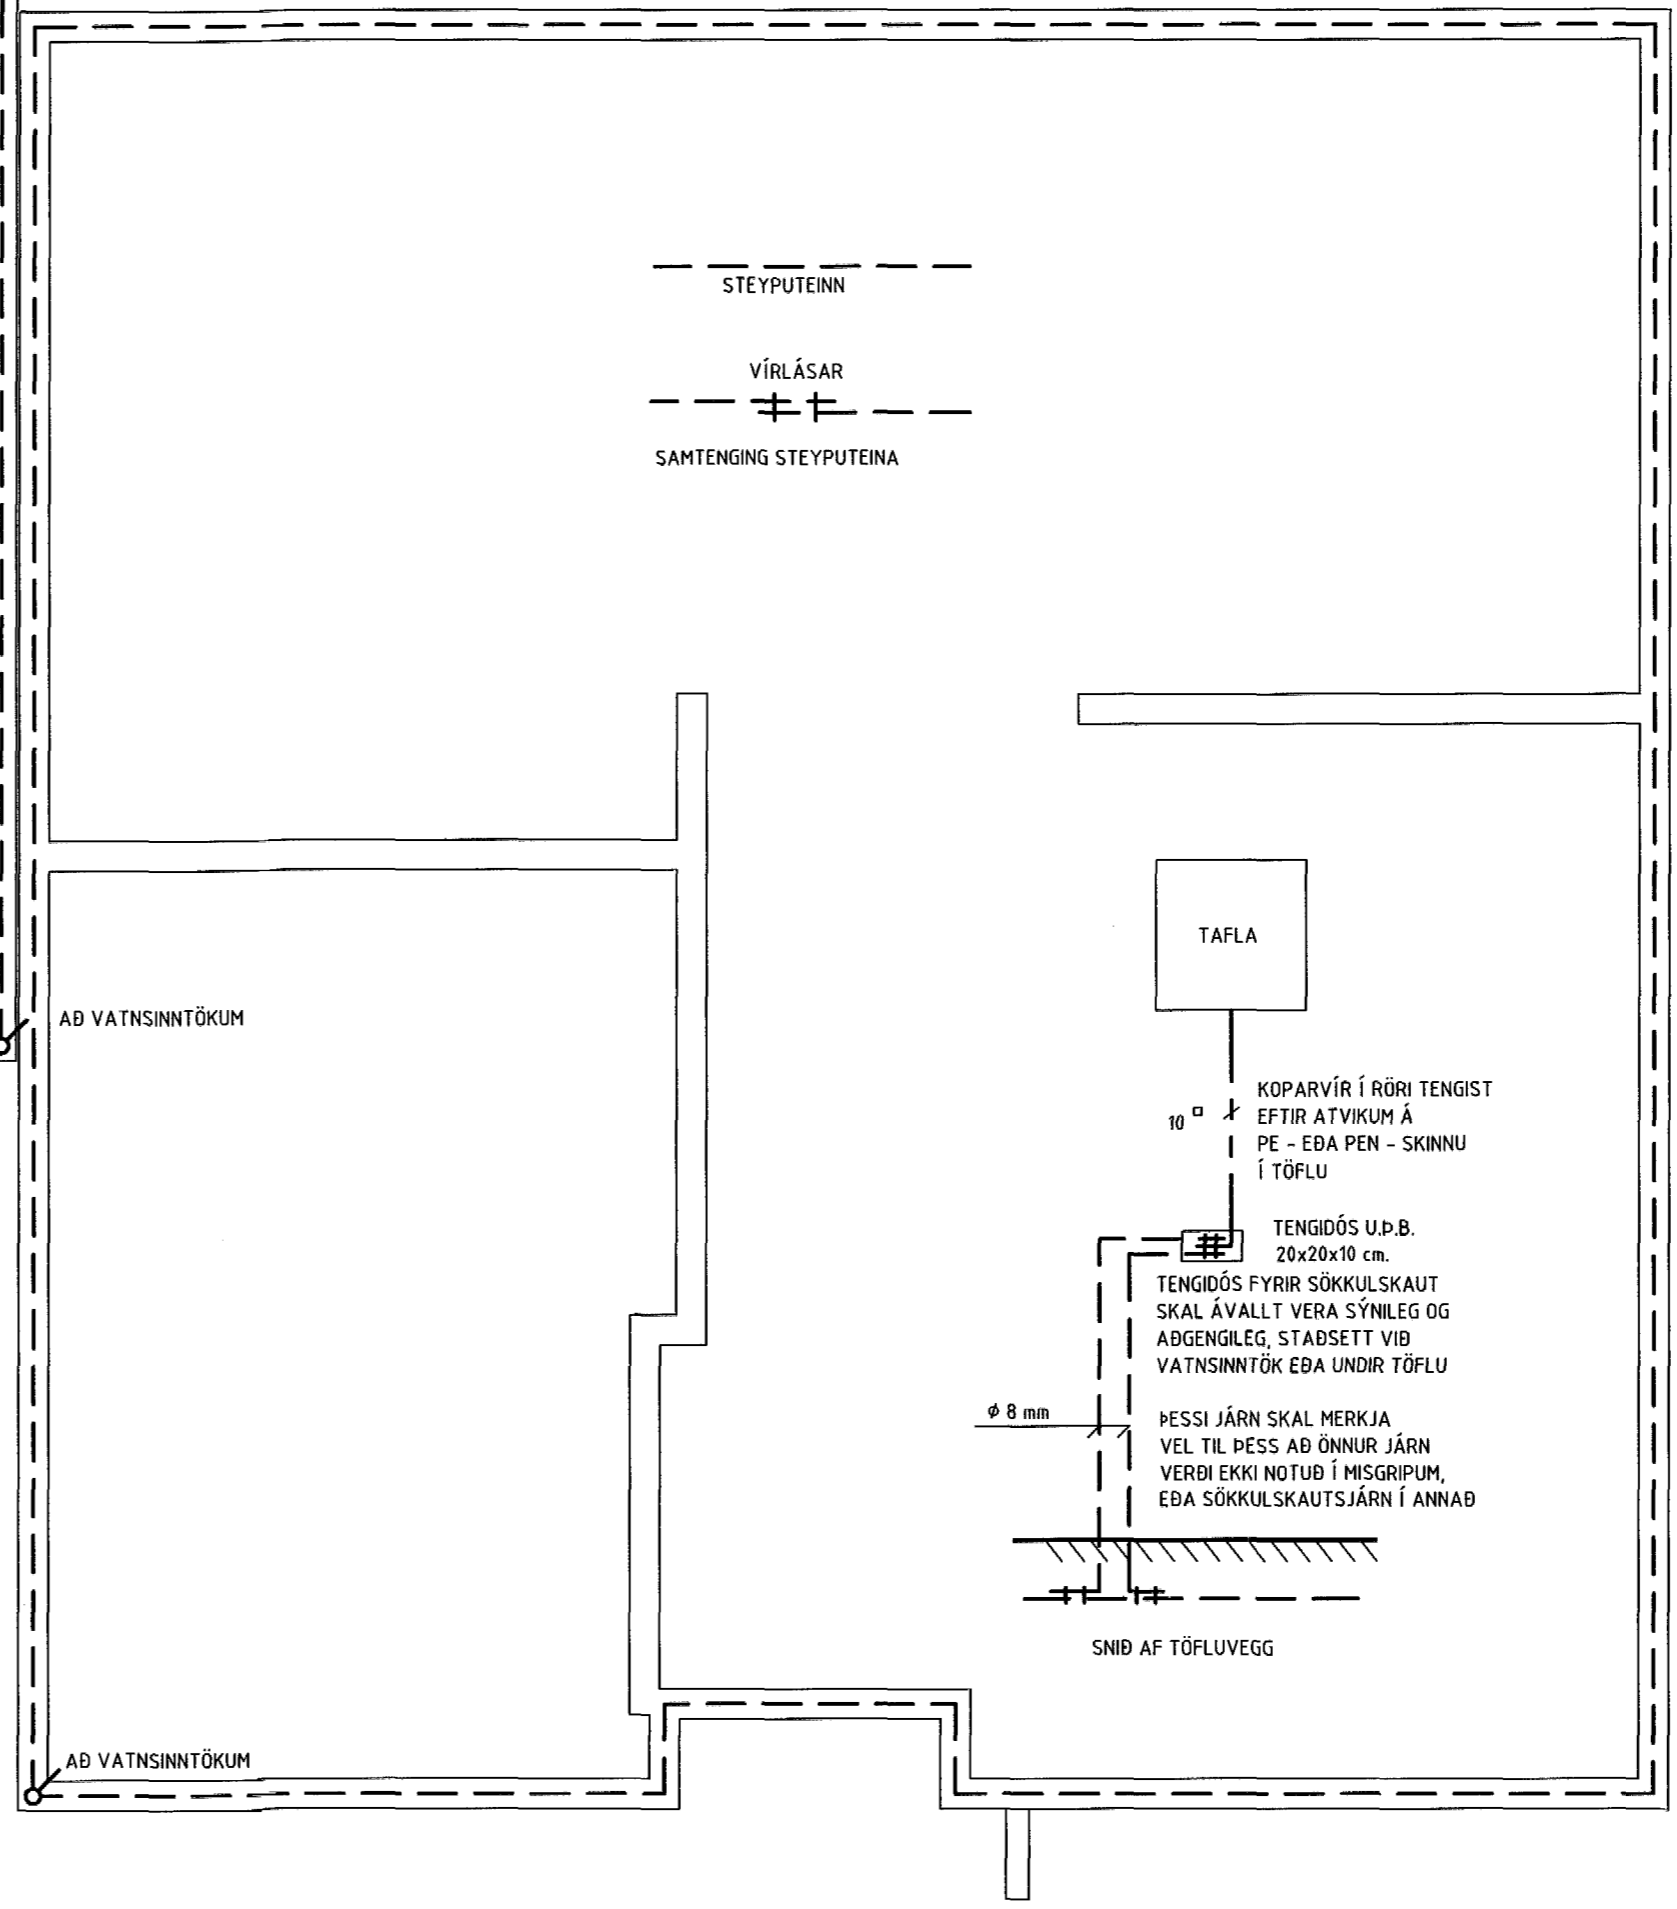 STEYPUTEINN
VÍRLÁSAR
SAMTENGING STEYPUTEINA
TAFLA
AÐ VATNSINNTÖKUM
10
KOPARVÍR Í RÖRI TENGIST
EFTIR ATVIKUM Á
PE - EÐA PEN - SKINNU
Í TÖFLU
TENGIDÓS U.Þ.B.
20x20x10 cm.
TENGIDÓS FYRIR SÖKKULSKAUT
SKAL ÁVALLT VERA SÝNILEG OG
AÐGENGILEG, STAÐSETT VIÐ
VATNSINNTÖK EÐA UNDIR TÖFLU
ϕ 8 mm
ÞESSI JÁRN SKAL MERKJA
VEL TIL ÞESS AÐ ÖNNUR JÁRN
VERÐI EKKI NOTUÐ Í MISGRIPUM,
EÐA SÖKKULSKAUTSJÁRN Í ANNAÐ
SNIÐ AF TÖFLUVEGG
AÐ VATNSINNTÖKUM